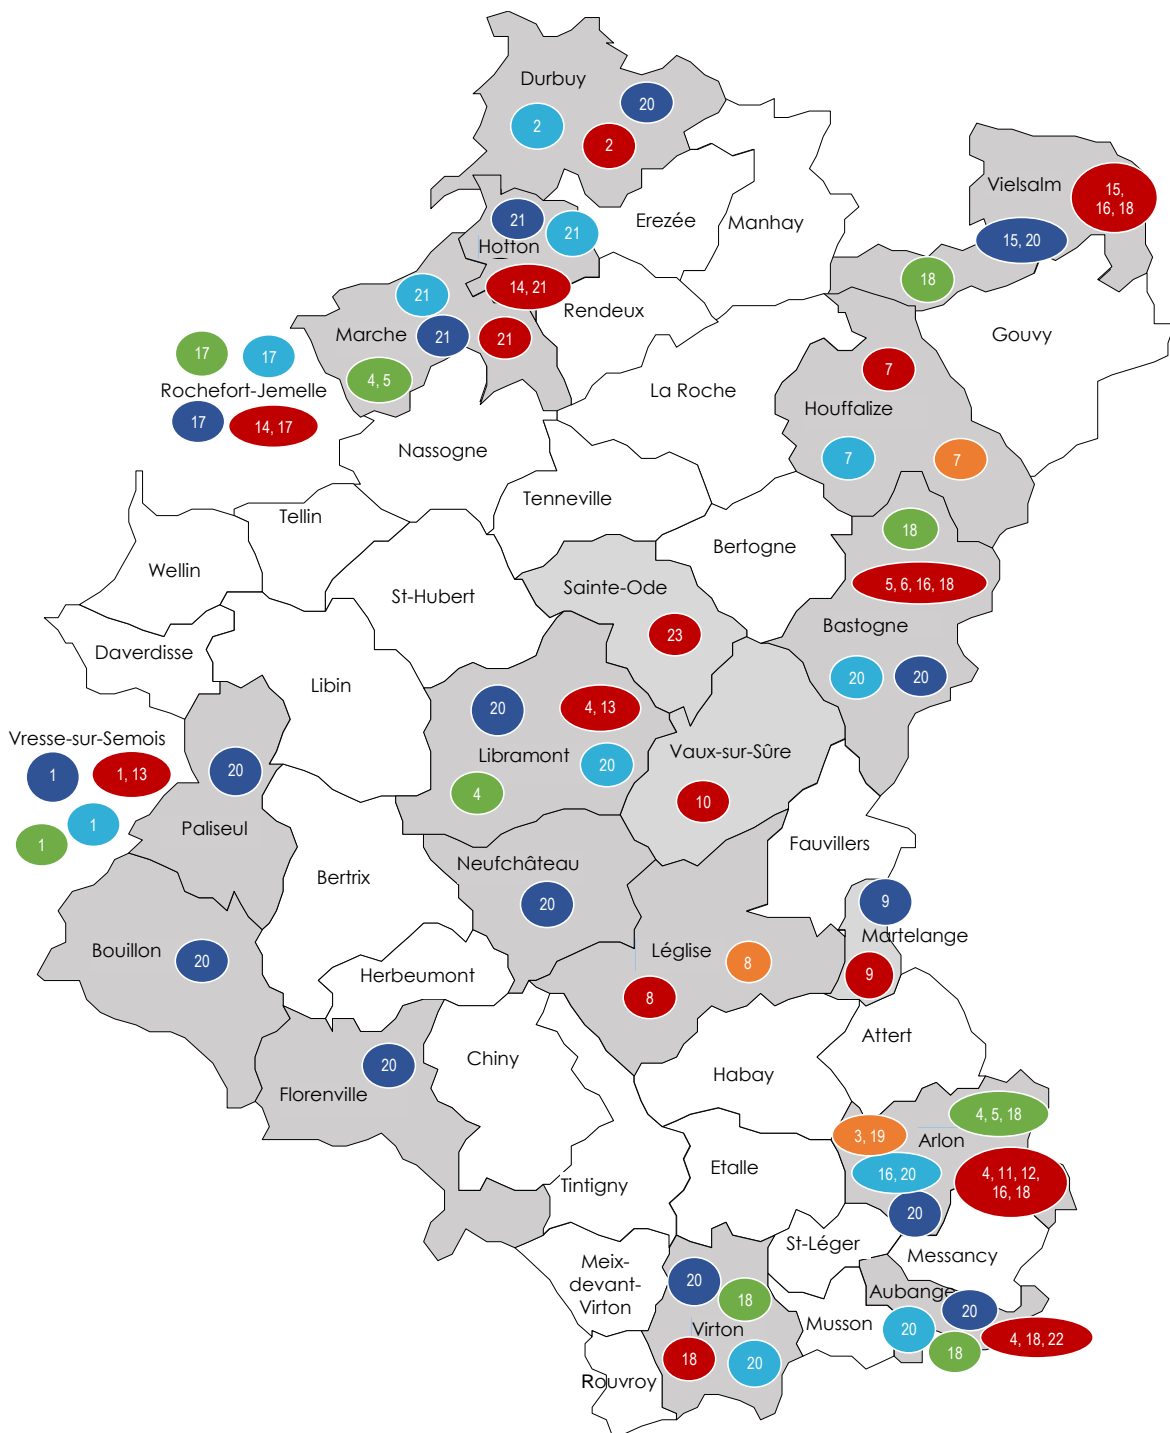 Durbuy
20
2
2
Vielsalm
15,
16, 18
Erezée
Manhay
21
21
Hotton
15, 20
18
14, 21
21
Rendeux
Marche
21
21
Gouvy
17
17
4, 5
7
La Roche
Rochefort-Jemelle
Houffalize
17
14, 17
Nassogne
7
7
Tenneville
Tellin
18
Bertogne
Wellin
Sainte-Ode
5, 6, 16, 18
St-Hubert
23
Bastogne
Daverdisse
20
20
Libin
20
4, 13
Vresse-sur-Semois
Vaux-sur-Sûre
Libramont
20
1
1, 13
20
4
10
1
1
Paliseul
Fauvillers
Neufchâteau
Bertrix
20
9
Martelange
Bouillon
20
Léglise
8
Herbeumont
9
8
Attert
Chiny
20
Habay
Florenville
4, 5, 18
3, 19
Arlon
Etalle
16, 20
4, 11, 12,
16, 18
Tintigny
20
St-Léger
Messancy
Meix-
devant-
Virton
20
18
Aubange
20
Musson
20
Virton
4, 18, 22
18
18
20
Rouvroy